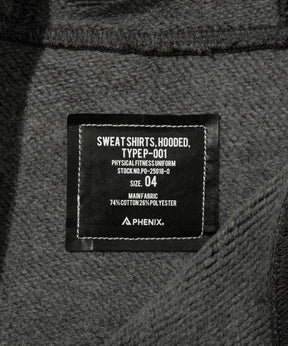 SWEAT SHIRTS, HOODED,
TYPE P-001
PHYSICAL FITNESS UNIFORM
STOCK NO. PO-25018-O
SIZE. 04
MAIN FABRIC
74% COTTON 26% POLYESTER
PHENIX®